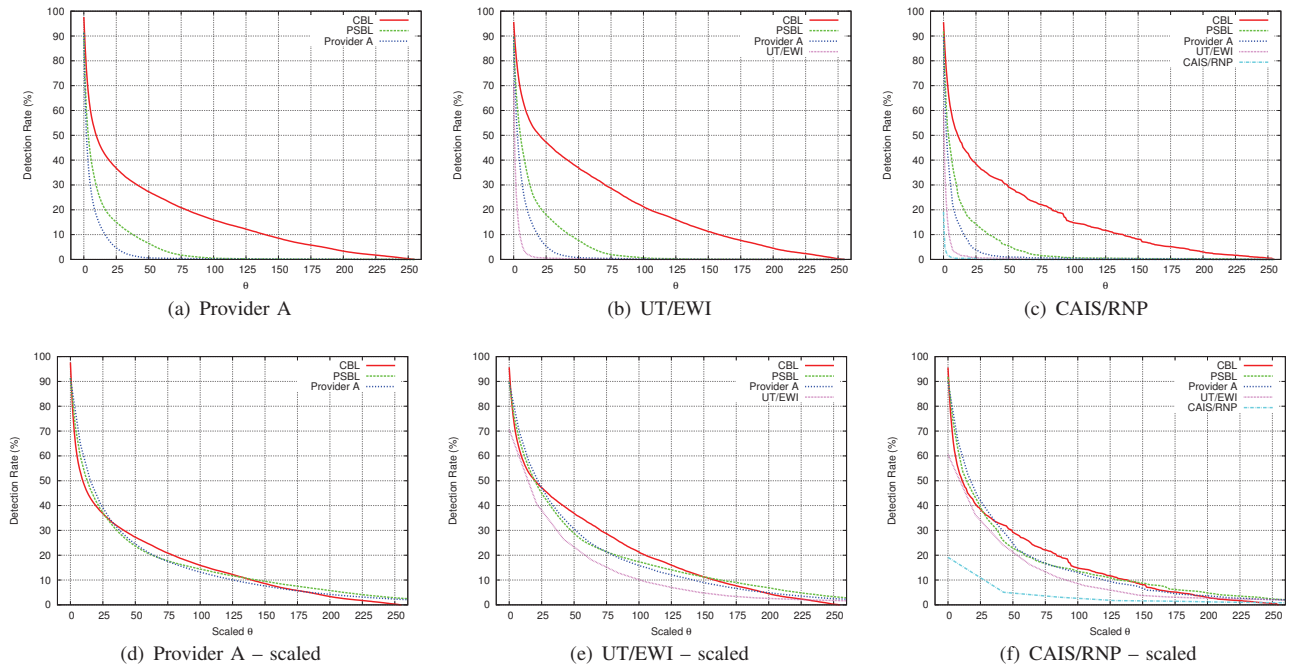 100
90
80
70
60
50
40
30
20
10
0
Detection Rate (%)
0 25 50 75 100 125 150 175 200 225 250
θ
CBL
PSBL
Provider A
(a) Provider A
100
90
80
70
60
50
40
30
20
10
0
Detection Rate (%)
0 25 50 75 100 125 150 175 200 225 250
θ
CBL
PSBL
Provider A
UT/EWI
(b) UT/EWI
100
90
80
70
60
50
40
30
20
10
0
Detection Rate (%)
0 25 50 75 100 125 150 175 200 225 250
θ
CBL
PSBL
Provider A
UT/EWI
CAIS/RNP
(c) CAIS/RNP
100
90
80
70
60
50
40
30
20
10
0
Detection Rate (%)
0 25 50 75 100 125 150 175 200 225 250
Scaled θ
CBL
PSBL
Provider A
(d) Provider A – scaled
100
90
80
70
60
50
40
30
20
10
0
Detection Rate (%)
0 25 50 75 100 125 150 175 200 225 250
Scaled θ
CBL
PSBL
Provider A
UT/EWI
(e) UT/EWI – scaled
100
90
80
70
60
50
40
30
20
10
0
Detection Rate (%)
0 25 50 75 100 125 150 175 200 225 250
Scaled θ
CBL
PSBL
Provider A
UT/EWI
CAIS/RNP
(f) CAIS/RNP – scaled